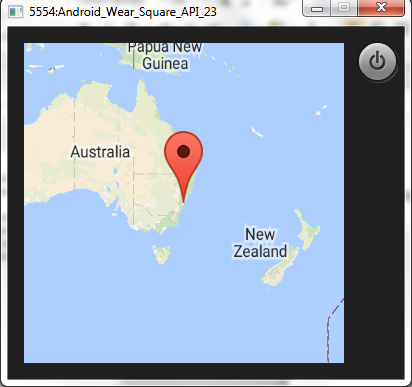 5554:Android_Wear_Square_API_23
Papua New
Guinea
Australia
New
Zealand